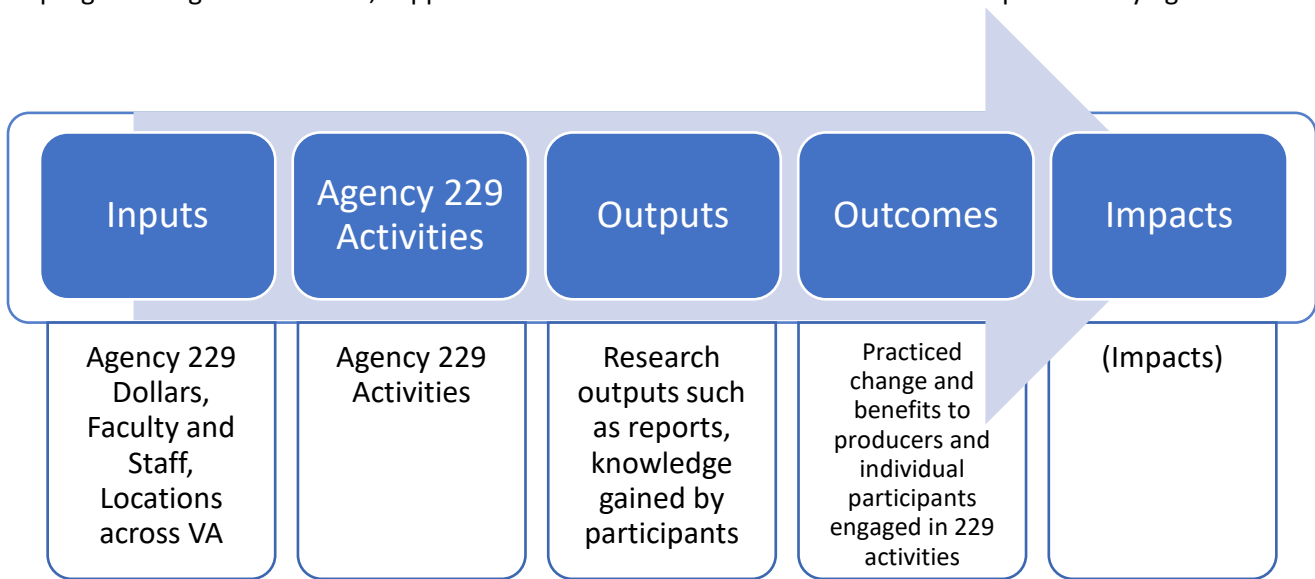 Inputs
Agency 229
Activities
Outputs
Outcomes
Impacts
Agency 229
Dollars,
Faculty and
Staff,
Locations
across VA
Agency 229
Activities
Research
outputs such
as reports,
knowledge
gained by
participants
Practiced
change and
benefits to
producers and
individual
participants
engaged in 229
activities
(Impacts)